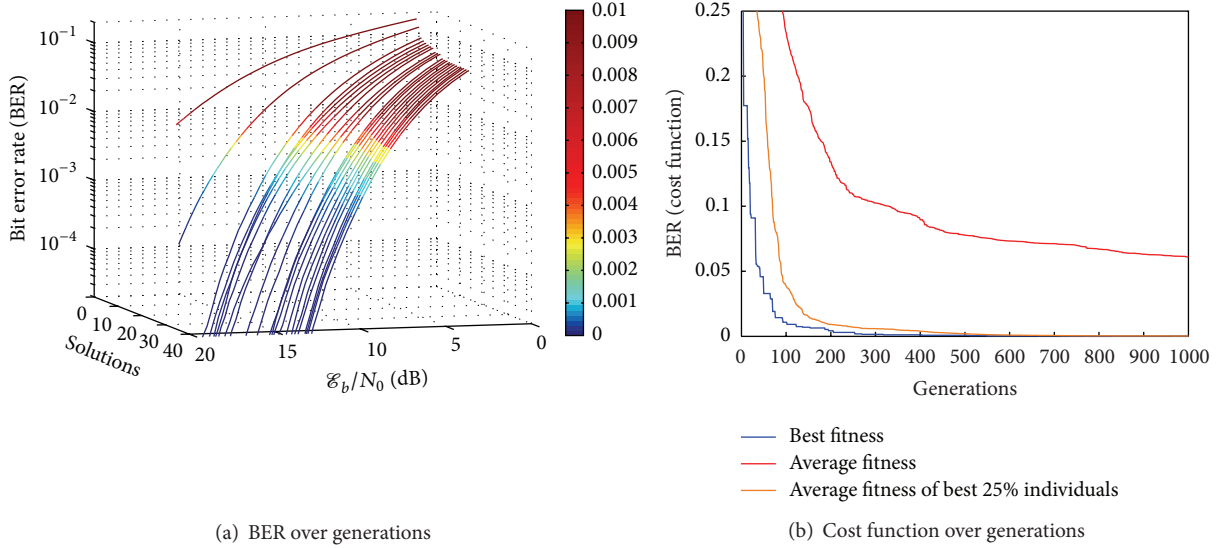 10⁻¹
10⁻²
10⁻³
10⁻⁴
Bit error rate (BER)
0
10
20
30
40
Solutions
20
15
10
5
0
ℰb/N0 (dB)
0.01
0.009
0.008
0.007
0.006
0.005
0.004
0.003
0.002
0.001
0
(a) BER over generations
0.25
0.2
0.15
0.1
0.05
0
BER (cost function)
0 100 200 300 400 500 600 700 800 900 1000
Generations
Best fitness
Average fitness
Average fitness of best 25% individuals
(b) Cost function over generations